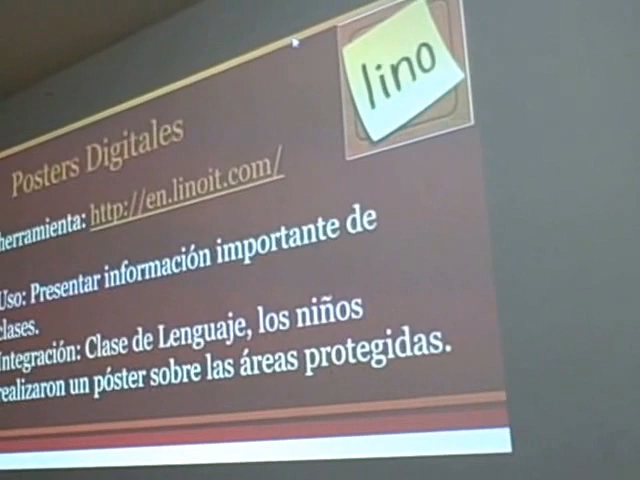 lino
Posters Digitales
herramienta: http://en.linoit.com/
Uso: Presentar información importante de
clases.
Integración: Clase de Lenguaje, los niños
realizaron un póster sobre las áreas protegidas.